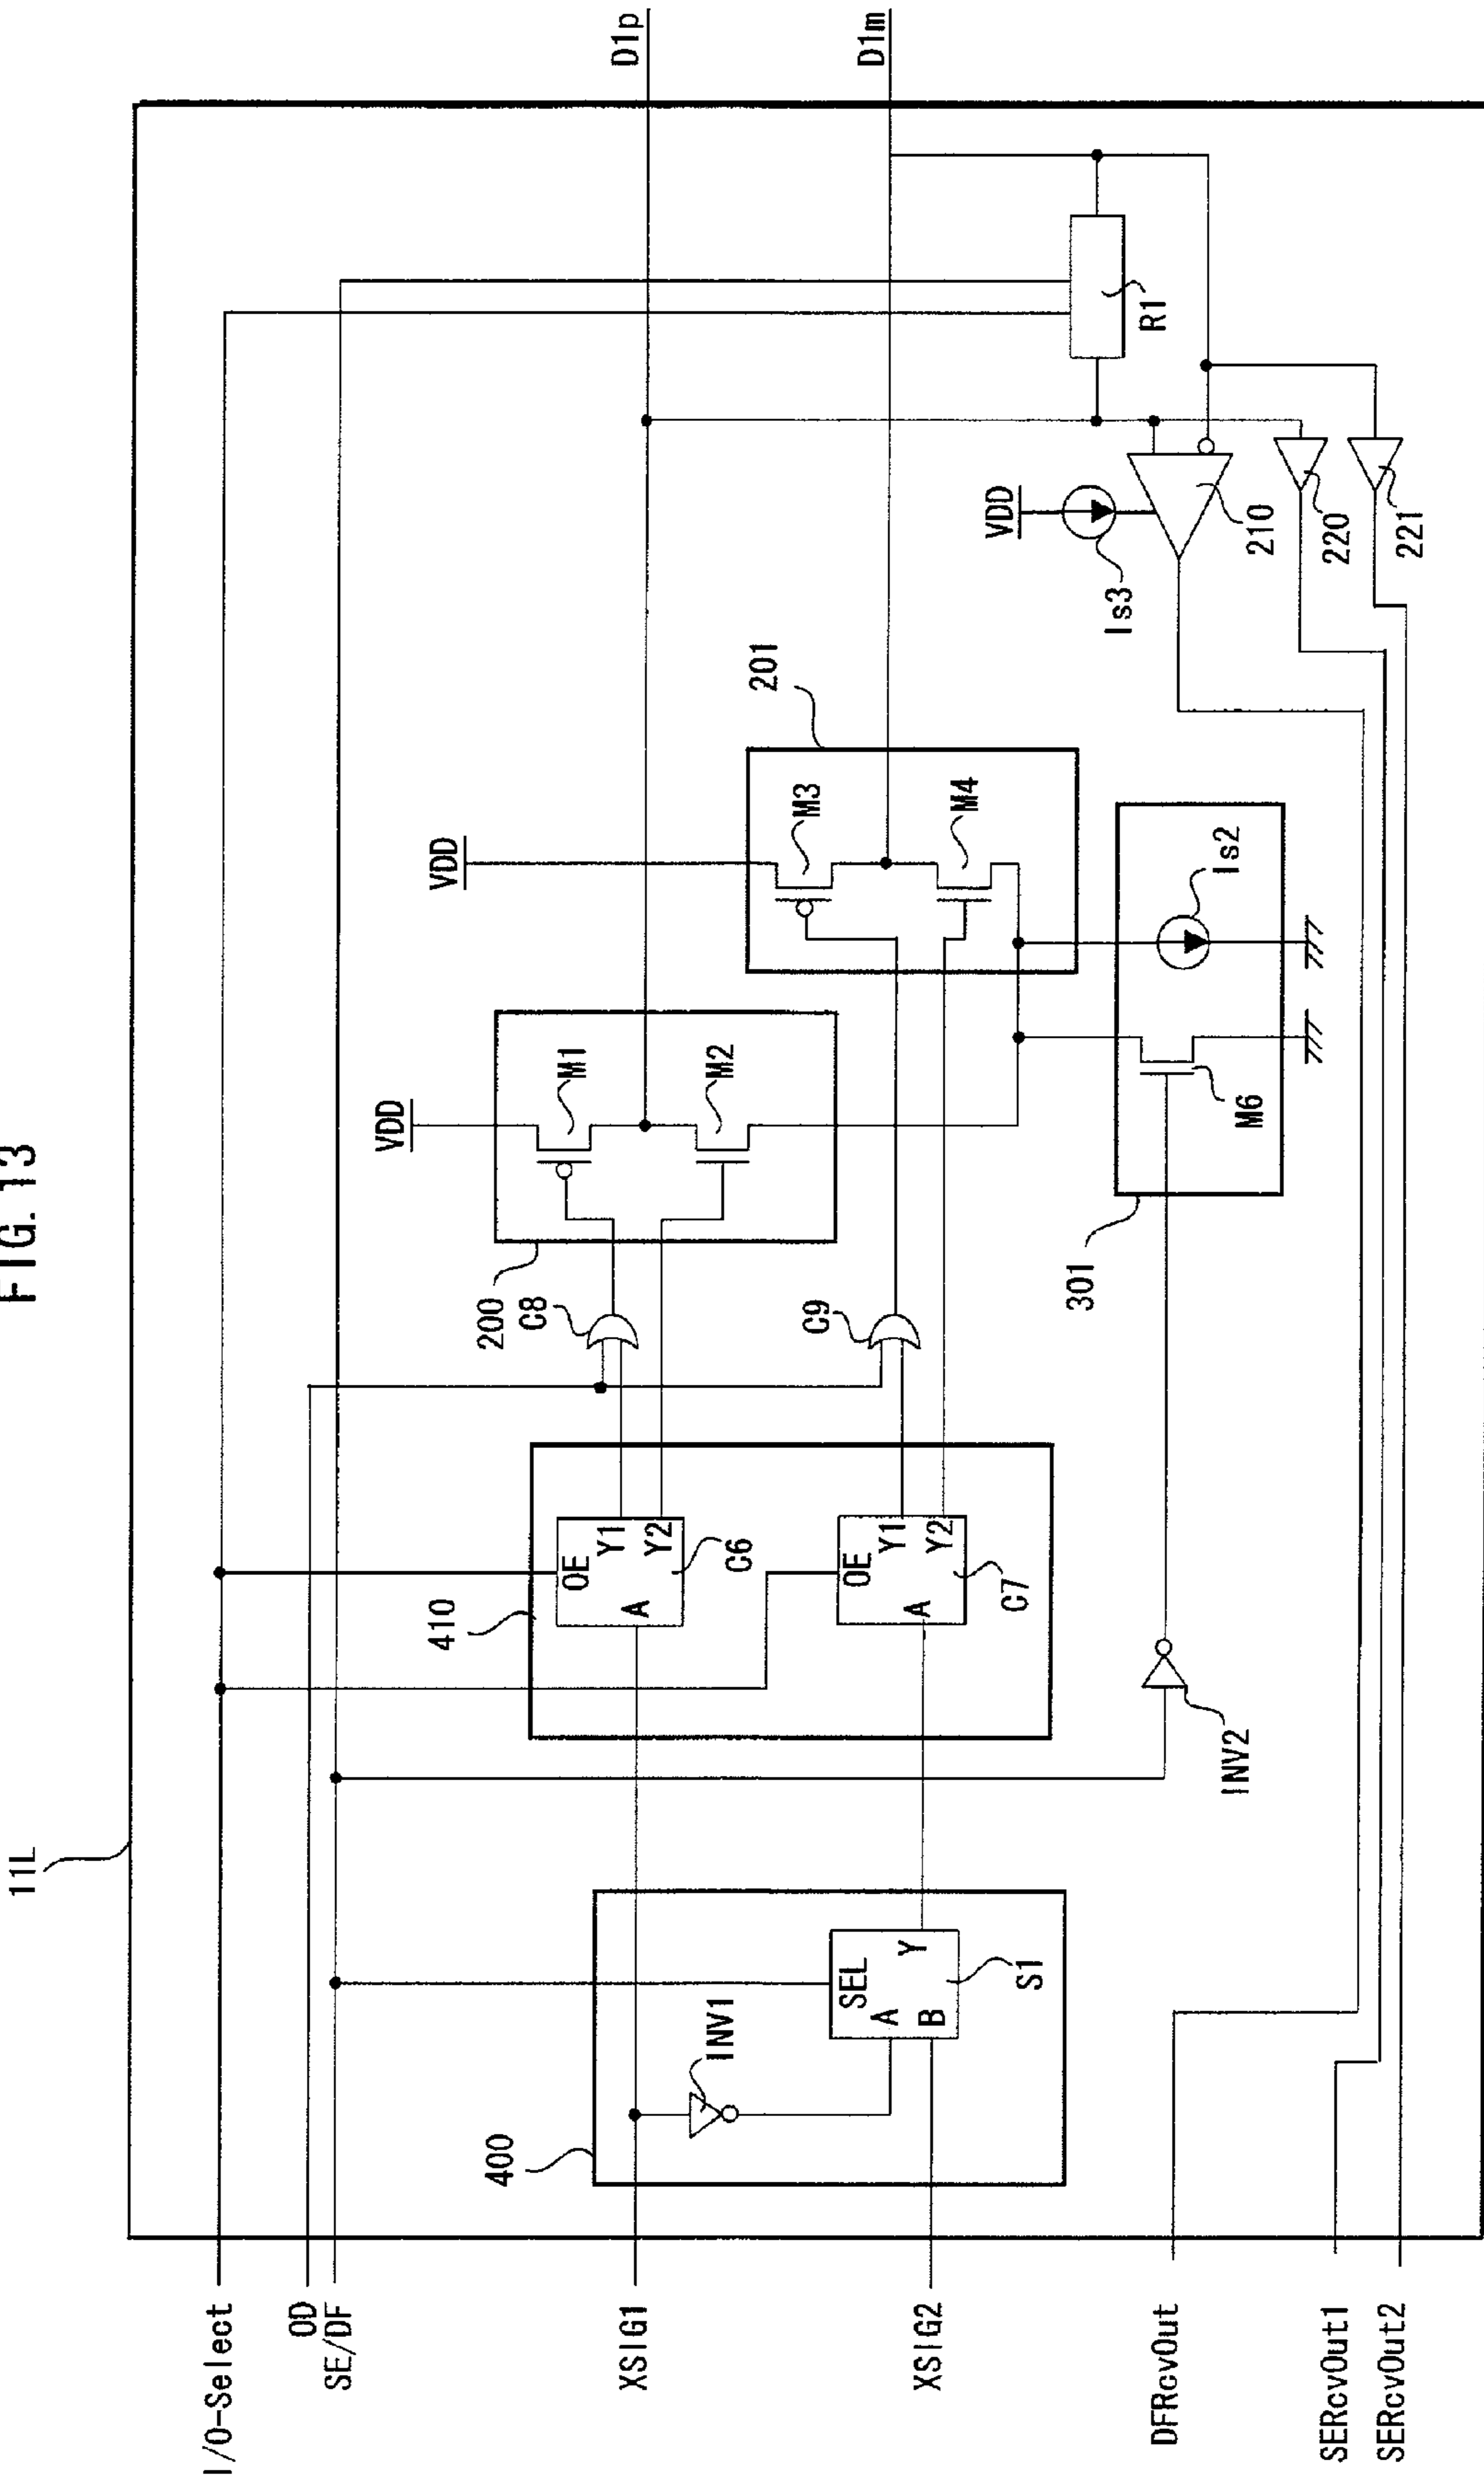 FIG. 13
11L
I/O-Select
OD
SE/DF
XSIG1
XSIG2
DFRcvOut
SERcvOut1
SERcvOut2
400
INV1
SEL
A
B
Y
S1
410
OE
A
Y1
Y2
C6
OE
A
Y1
Y2
C7
INV2
C8
C9
200
VDD
M1
M2
201
VDD
M3
M4
301
M6
Is2
VDD
Is3
210
220
221
R1
D1p
D1m